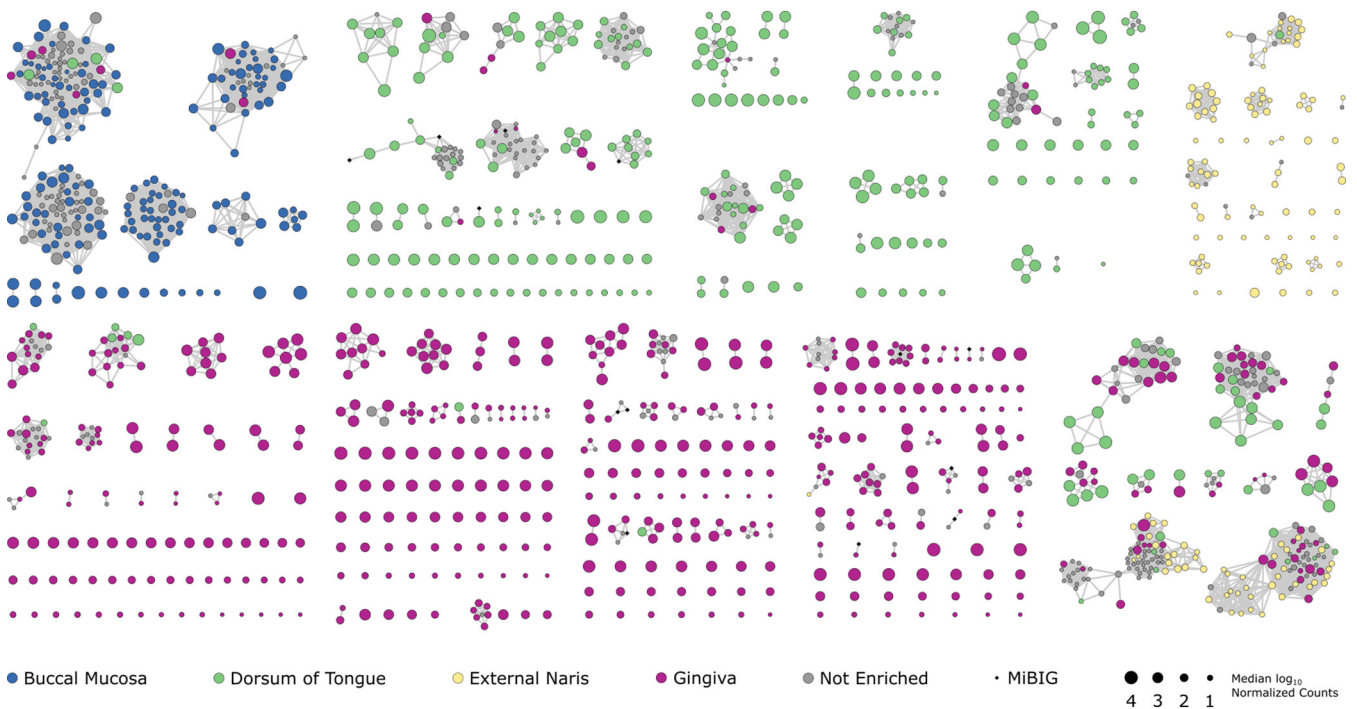 Buccal Mucosa
Dorsum of Tongue
External Naris
Gingiva
Not Enriched
MiBIG
Median log₁₀
Normalized Counts
4 3 2 1